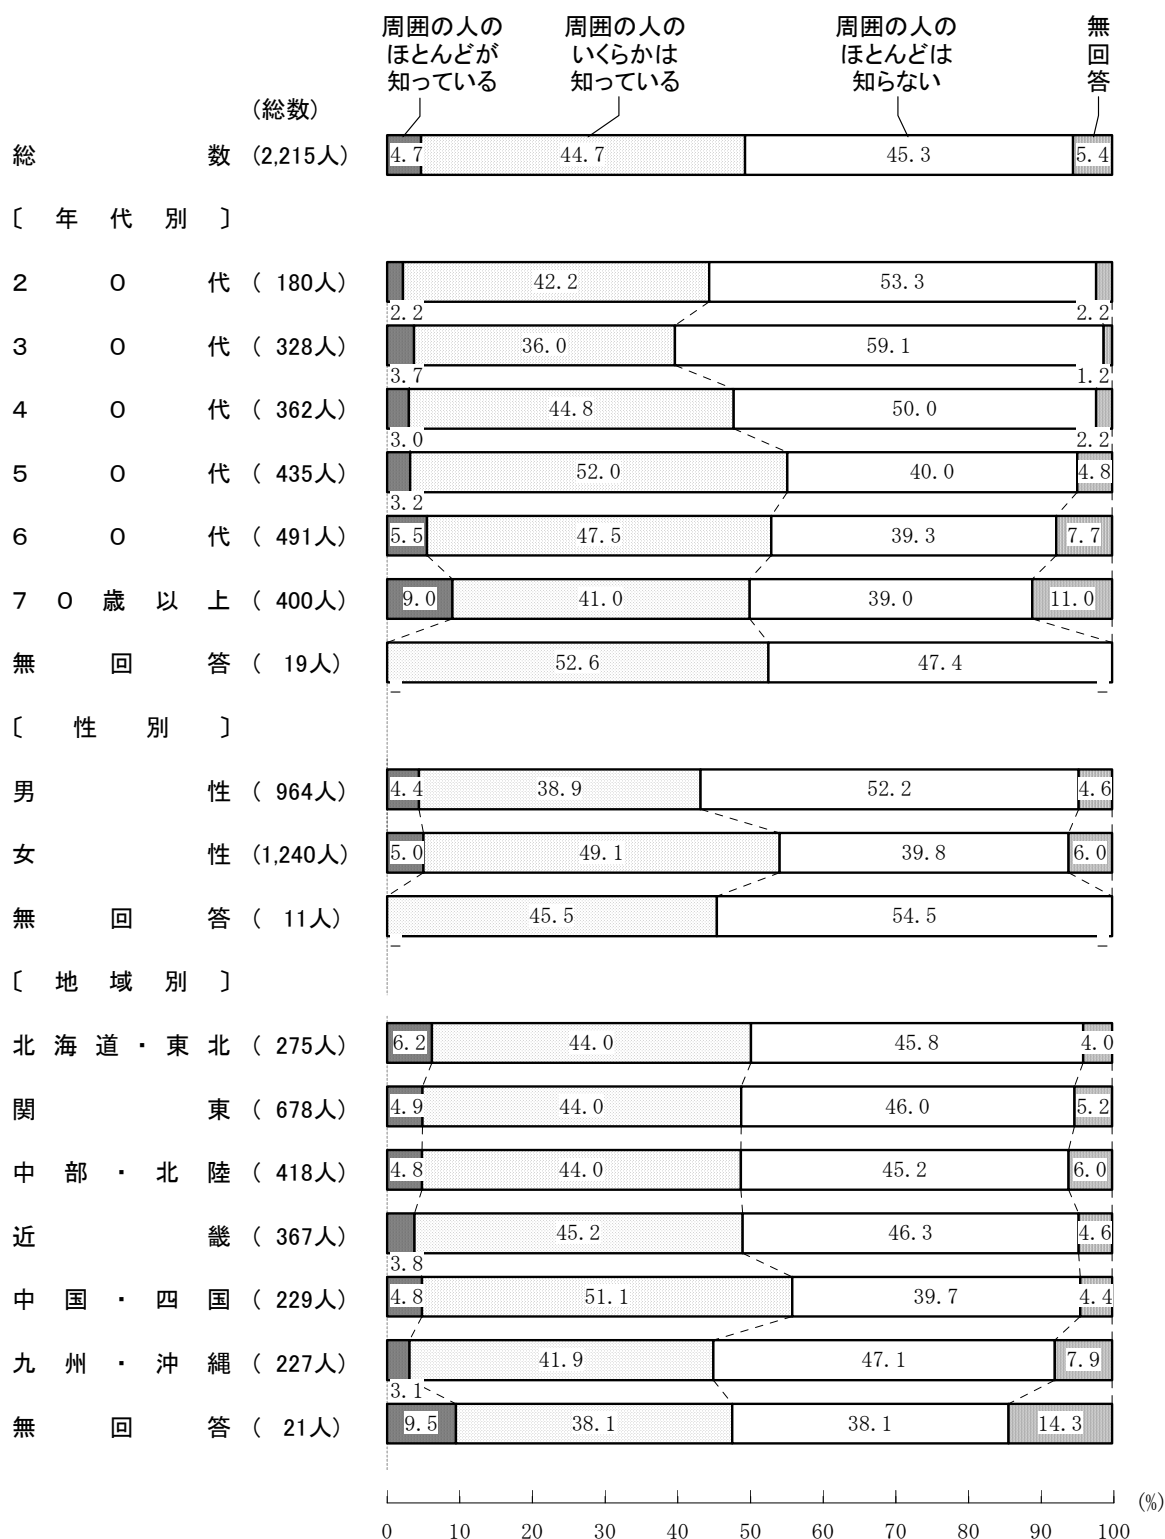 周囲の人の
ほとんどが
知っている
周囲の人の
いくらかは
知っている
周囲の人の
ほとんどは
知らない
無
回
答
(総数)
総数 (2,215人) 4.7 44.7 45.3 5.4
〔年代別〕
20代 ( 180人) 2.2 42.2 53.3 2.2
30代 ( 328人) 3.7 36.0 59.1 1.2
40代 ( 362人) 3.0 44.8 50.0 2.2
50代 ( 435人) 3.2 52.0 40.0 4.8
60代 ( 491人) 5.5 47.5 39.3 7.7
70歳以上 ( 400人) 9.0 41.0 39.0 11.0
無回答 ( 19人) - 52.6 47.4 -
〔性別〕
男性 ( 964人) 4.4 38.9 52.2 4.6
女性 (1,240人) 5.0 49.1 39.8 6.0
無回答 ( 11人) - 45.5 54.5 -
〔地域別〕
北海道・東北 ( 275人) 6.2 44.0 45.8 4.0
関東 ( 678人) 4.9 44.0 46.0 5.2
中部・北陸 ( 418人) 4.8 44.0 45.2 6.0
近畿 ( 367人) 3.8 45.2 46.3 4.6
中国・四国 ( 229人) 4.8 51.1 39.7 4.4
九州・沖縄 ( 227人) 3.1 41.9 47.1 7.9
無回答 ( 21人) 9.5 38.1 38.1 14.3
0 10 20 30 40 50 60 70 80 90 100 (%)